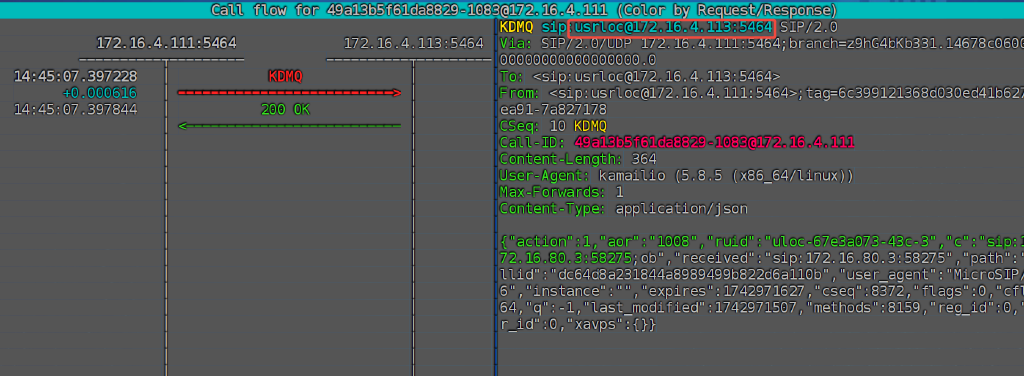 Call flow for 49a13b5f61da8829-1083@172.16.4.111 (Color by Request/Response)
172.16.4.111:5464 172.16.4.113:5464
14:45:07.397228 KDMQ
+0.000616
14:45:07.397844 200 OK
KDMQ sip:usrloc@172.16.4.113:5464 SIP/2.0
Via: SIP/2.0/UDP 172.16.4.111:5464;branch=z9hG4bKb331.14678c0600
0000000000000000.0
To: <sip:usrloc@172.16.4.113:5464>
From: <sip:usrloc@172.16.4.111:5464>;tag=6c399121368d030ed41b627
ea91-7a827178
CSeq: 10 KDMQ
Call-ID: 49a13b5f61da8829-1083@172.16.4.111
Content-Length: 364
User-Agent: kamailio (5.8.5 (x86_64/linux))
Max-Forwards: 1
Content-Type: application/json
{"action":1,"aor":"1008","ruid":"uloc-67e3a073-43c-3","c":"sip:1
72.16.80.3:58275;ob","received":"sip:172.16.80.3:58275","path":"
llid":"dc64d8a231844a8989499b822d6a110b","user_agent":"MicroSIP/
6","instance":"","expires":1742971627,"cseq":8372,"flags":0,"cfl
64,"q":-1,"last_modified":1742971507,"methods":8159,"reg_id":0,"
r_id":0,"xavps":{}}